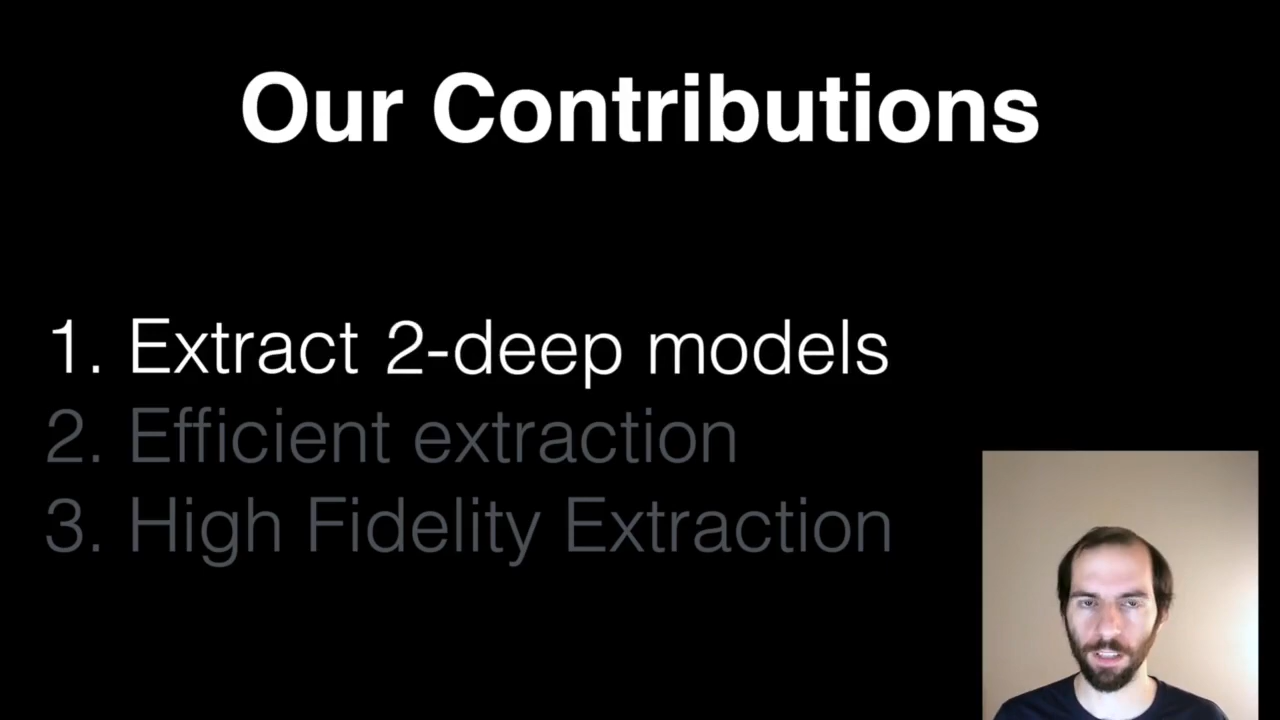 Our Contributions
1. Extract 2-deep models
2. Efficient extraction
3. High Fidelity Extraction